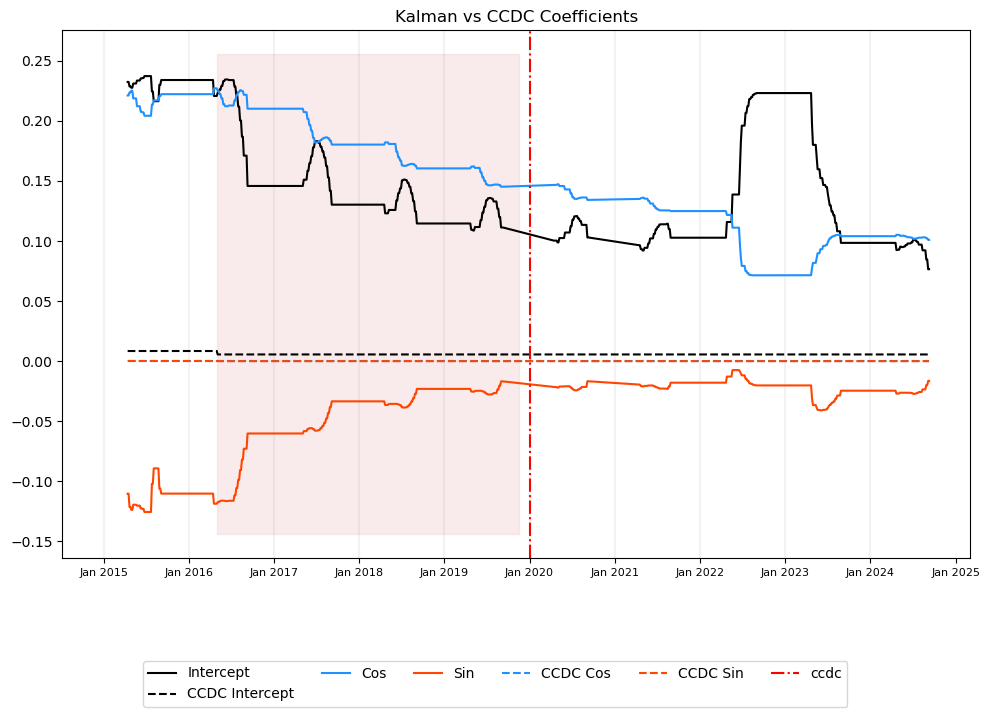 Kalman vs CCDC Coefficients
0.25
0.20
0.15
0.10
0.05
0.00
−0.05
−0.10
−0.15
Jan 2015 Jan 2016 Jan 2017 Jan 2018 Jan 2019 Jan 2020 Jan 2021 Jan 2022 Jan 2023 Jan 2024 Jan 2025
Intercept Cos Sin CCDC Cos CCDC Sin ccdc
CCDC Intercept